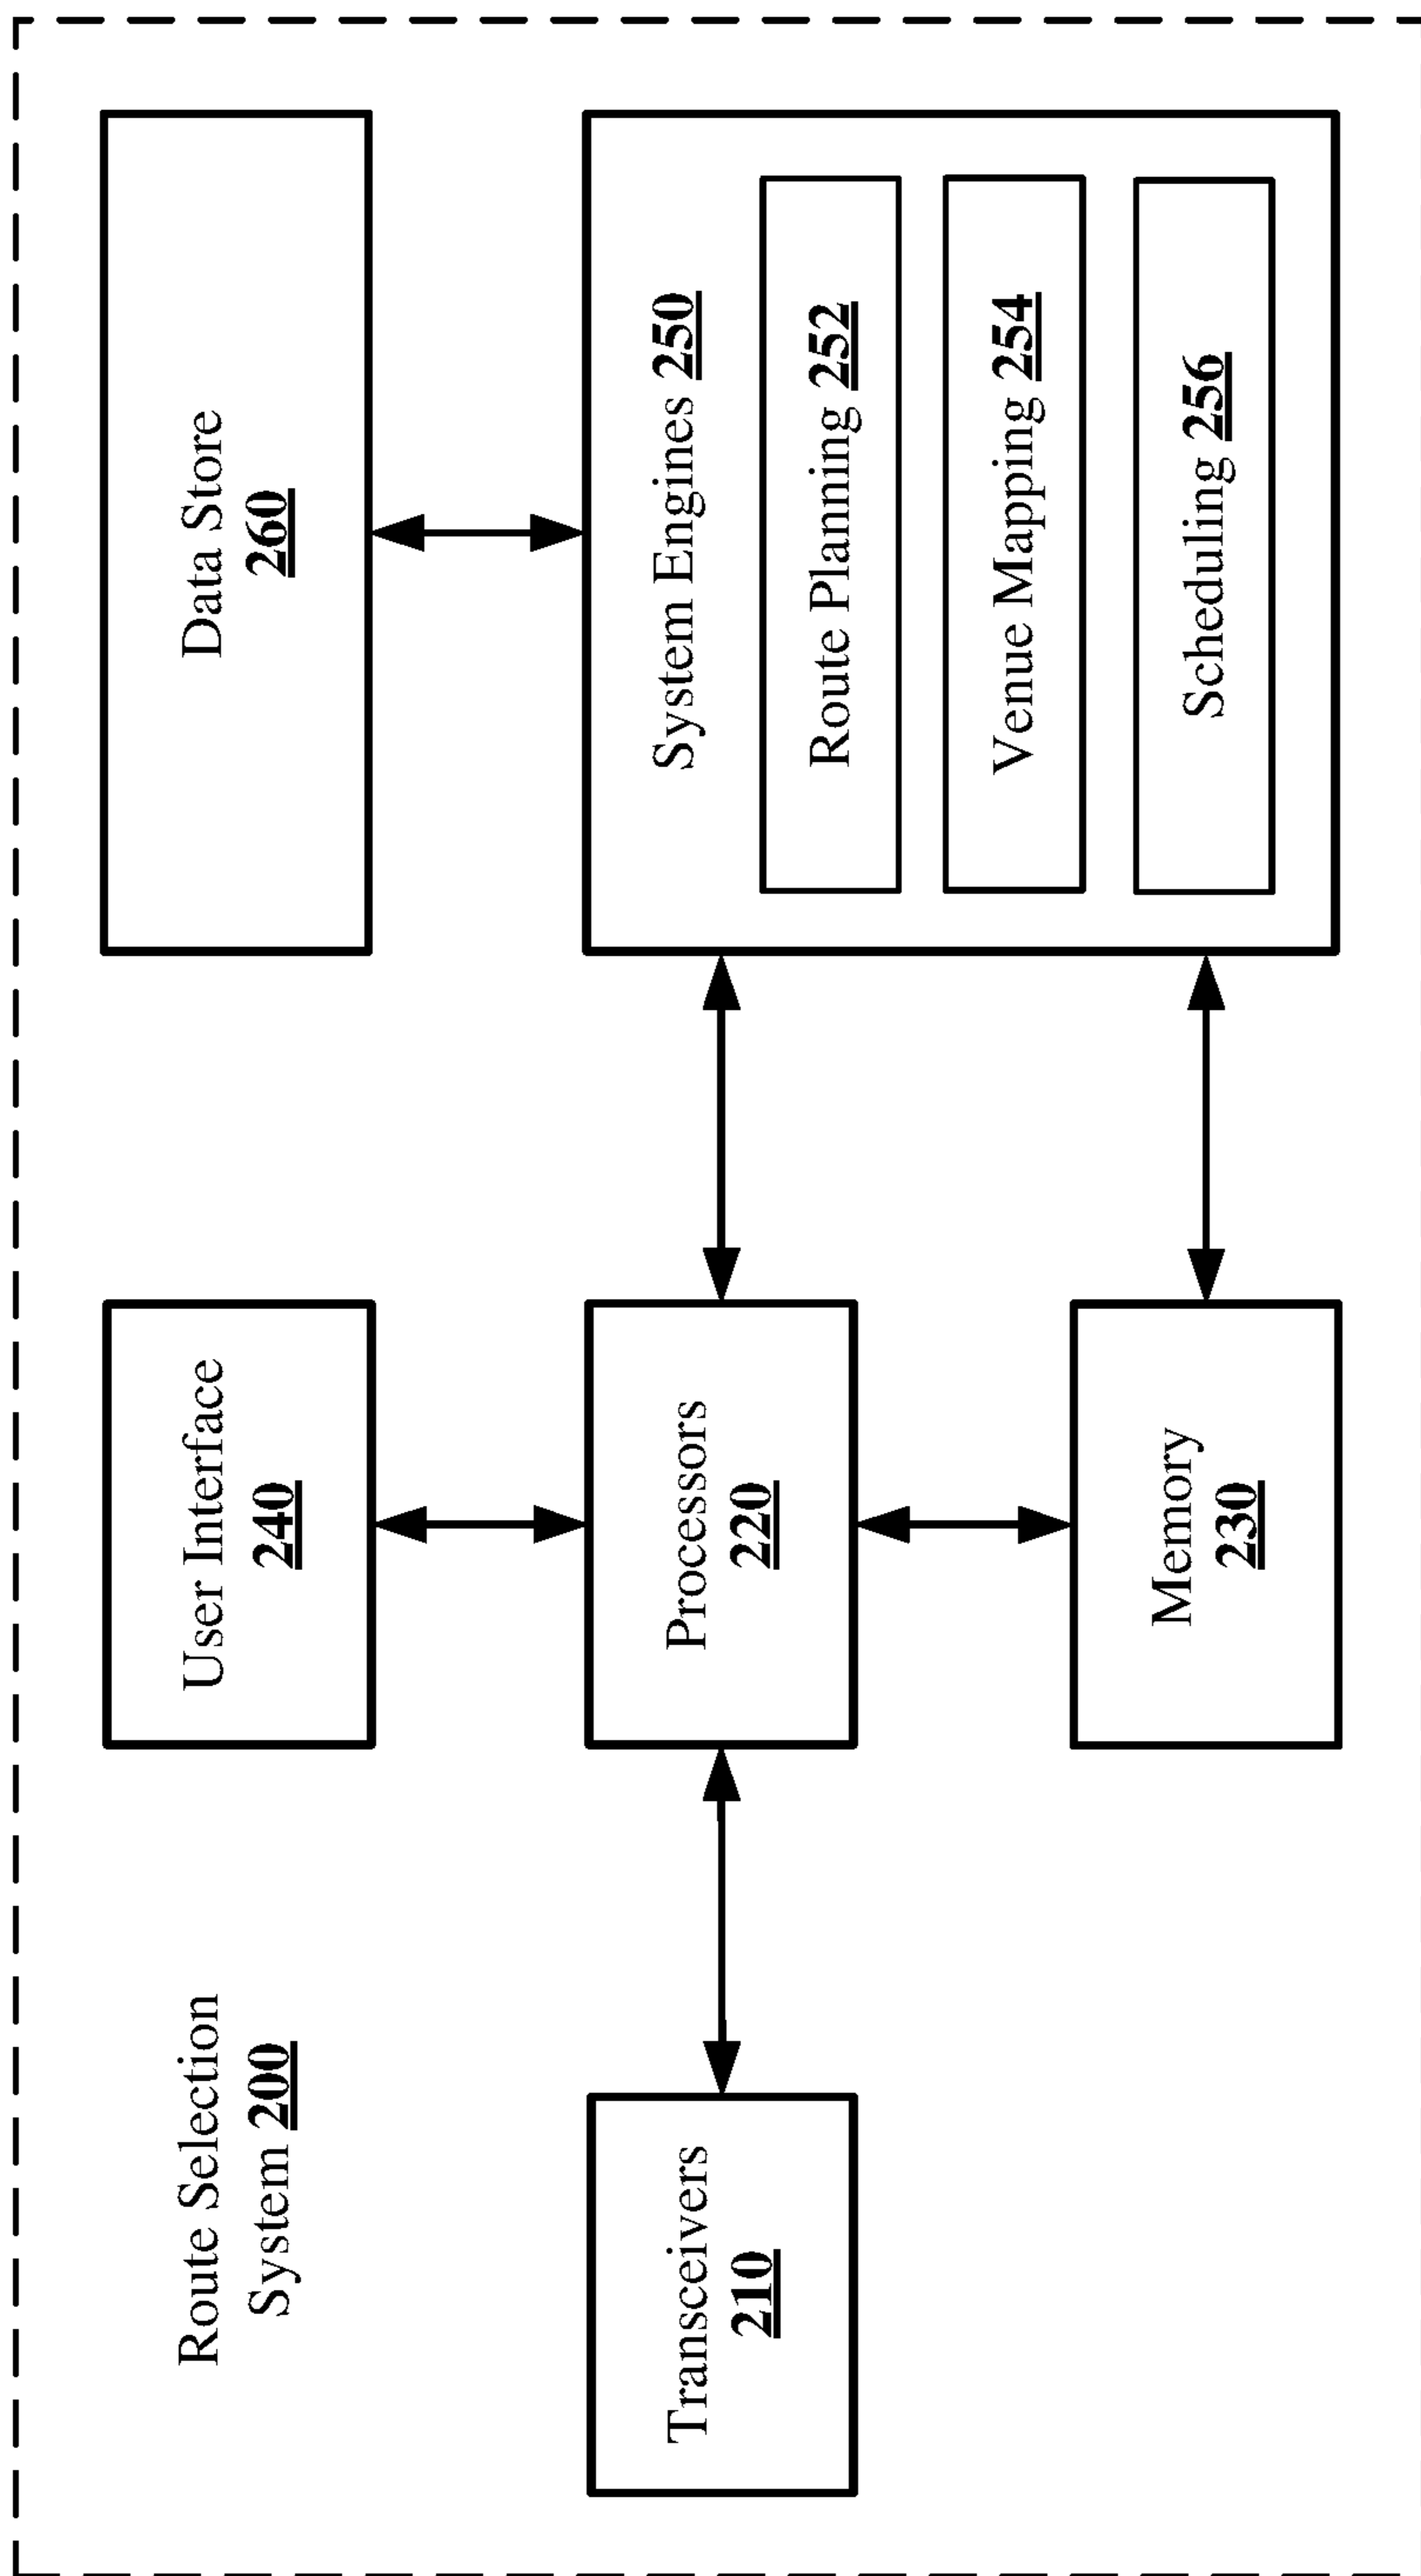 Route Selection
System 200
User Interface
240
Data Store
260
Transceivers
210
Processors
220
Memory
230
System Engines 250
Route Planning 252
Venue Mapping 254
Scheduling 256